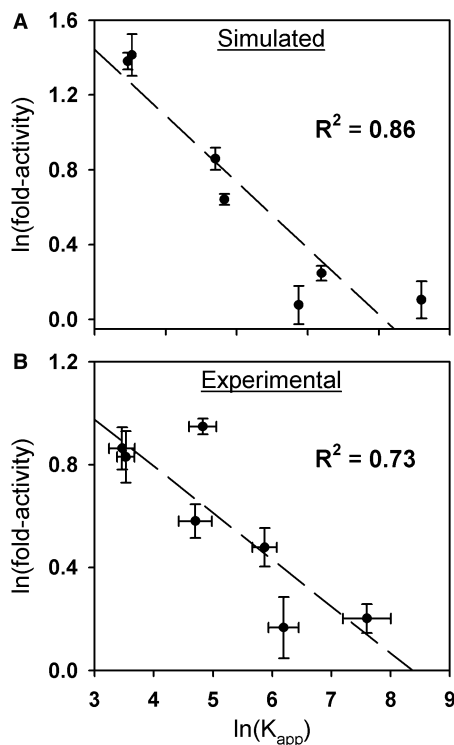 A
Simulated
R² = 0.86
ln(fold-activity)
1.6
1.2
0.8
0.4
0.0
B
Experimental
R² = 0.73
ln(fold-activity)
1.2
0.8
0.4
0.0
3 4 5 6 7 8 9
ln(Kapp)